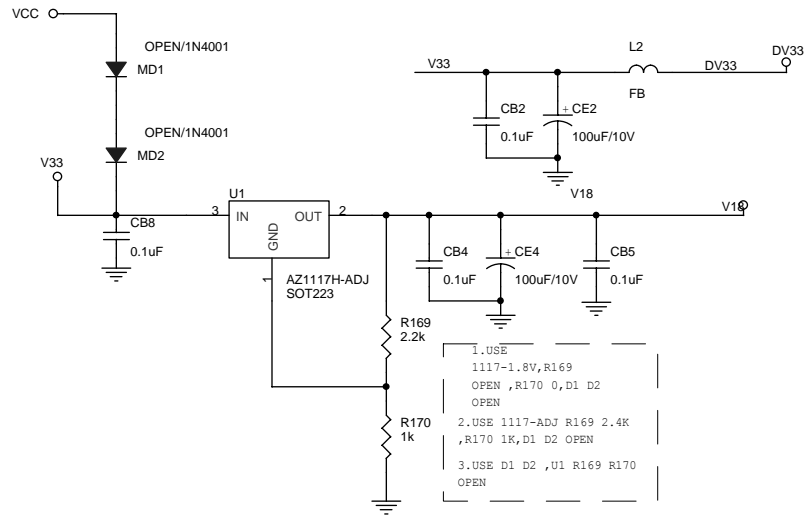 VCC
OPEN/1N4001
MD1
OPEN/1N4001
MD2
V33
CB8
0.1uF
U1
3
IN
OUT
2
GND
1
AZ1117H-ADJ
SOT223
V33
L2
FB
DV33
DV33
CB2
0.1uF
+
CE2
100uF/10V
V18
V18
CB4
0.1uF
+
CE4
100uF/10V
CB5
0.1uF
R169
2.2k
R170
1k
1.USE
1117-1.8V,R169
OPEN ,R170 0,D1 D2
OPEN
2.USE 1117-ADJ R169 2.4K
,R170 1K,D1 D2 OPEN
3.USE D1 D2 ,U1 R169 R170
OPEN